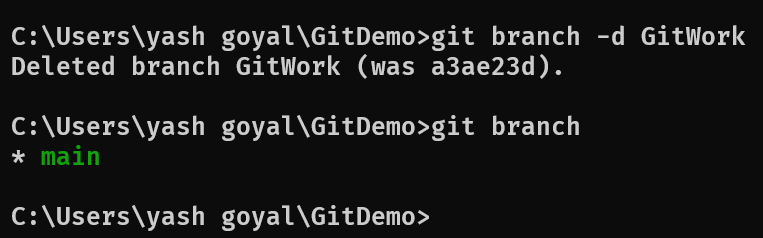 C:\Users\yash goyal\GitDemo>git branch -d GitWork
Deleted branch GitWork (was a3ae23d).
C:\Users\yash goyal\GitDemo>git branch
* main
C:\Users\yash goyal\GitDemo>